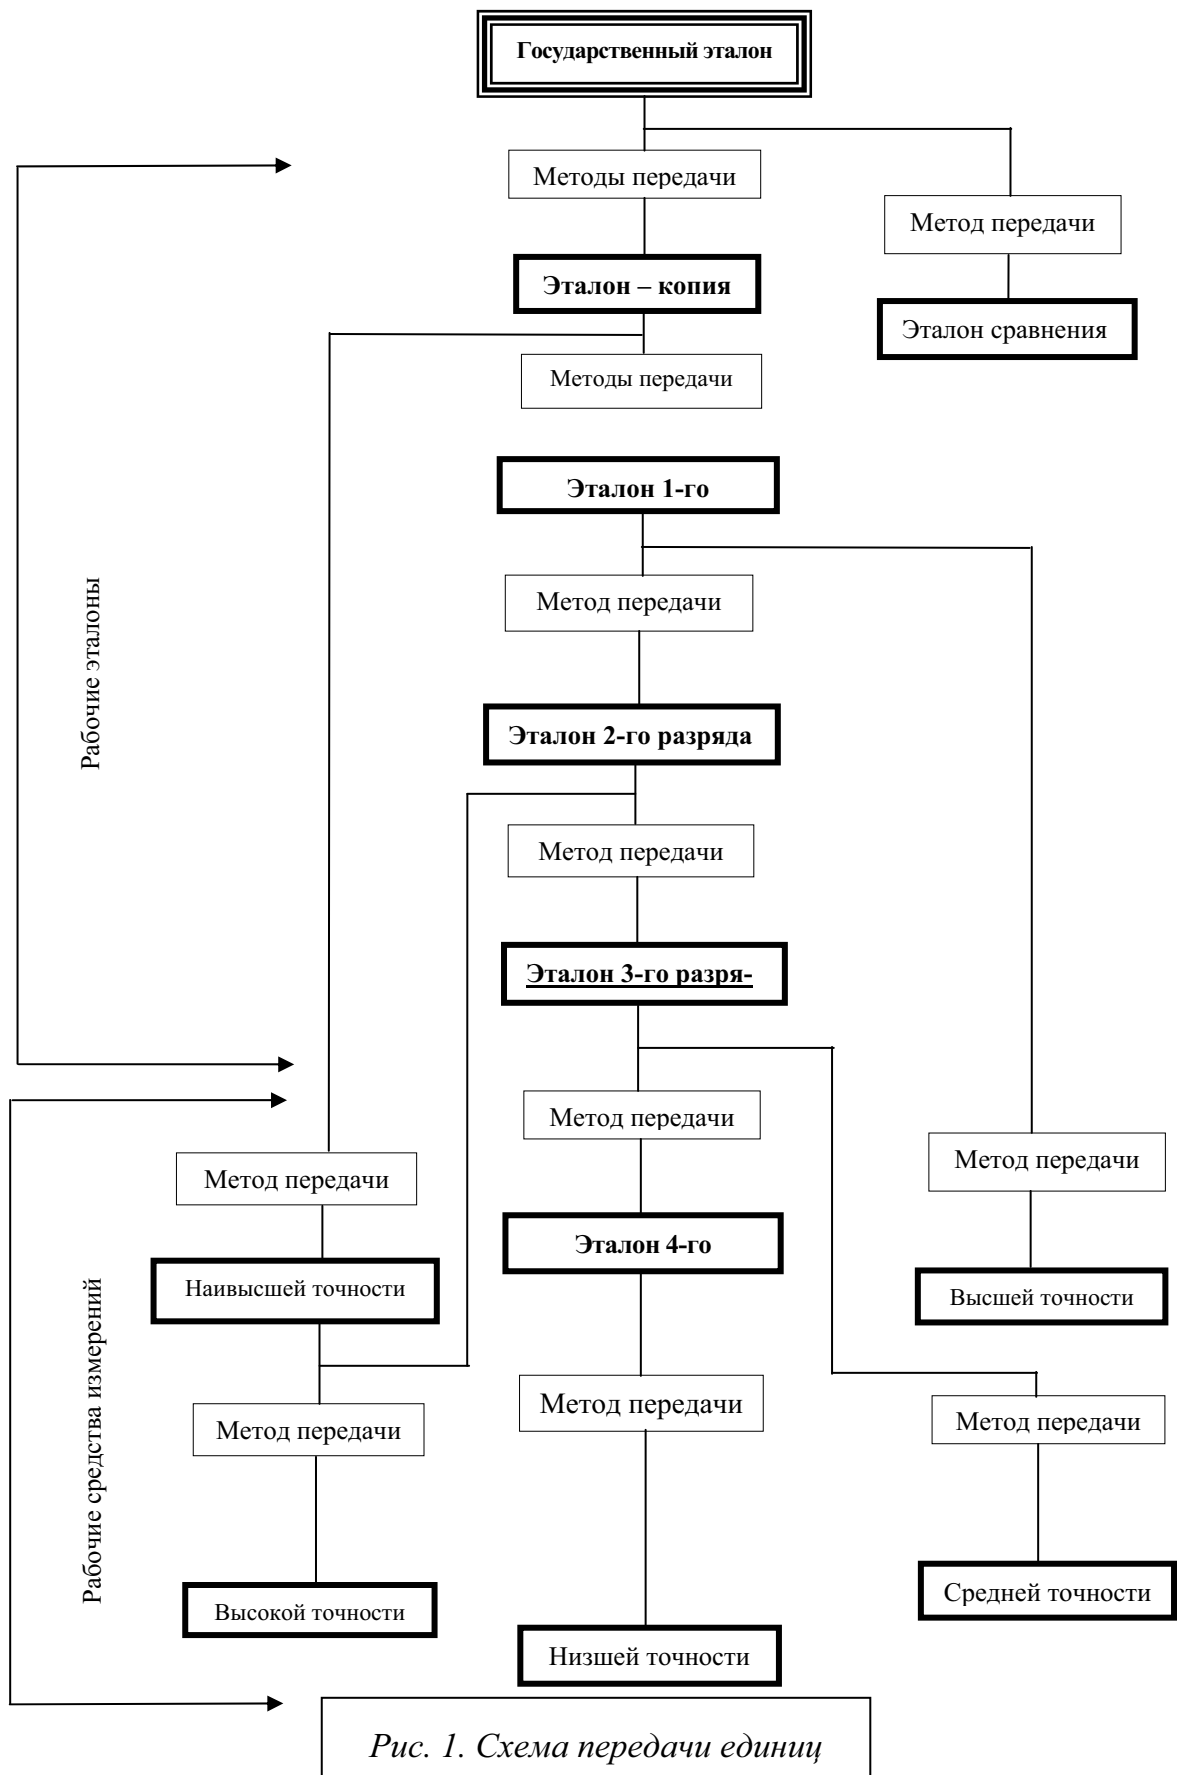 Государственный эталон
Методы передачи
Метод передачи
Эталон – копия
Эталон сравнения
Методы передачи
Эталон 1-го
Метод передачи
Рабочие эталоны
Эталон 2-го разряда
Метод передачи
Эталон 3-го разря-
Метод передачи
Метод передачи
Метод передачи
Эталон 4-го
Наивысшей точности
Высшей точности
Рабочие средства измерений
Метод передачи
Метод передачи
Метод передачи
Средней точности
Высокой точности
Низшей точности
Рис. 1. Схема передачи единиц